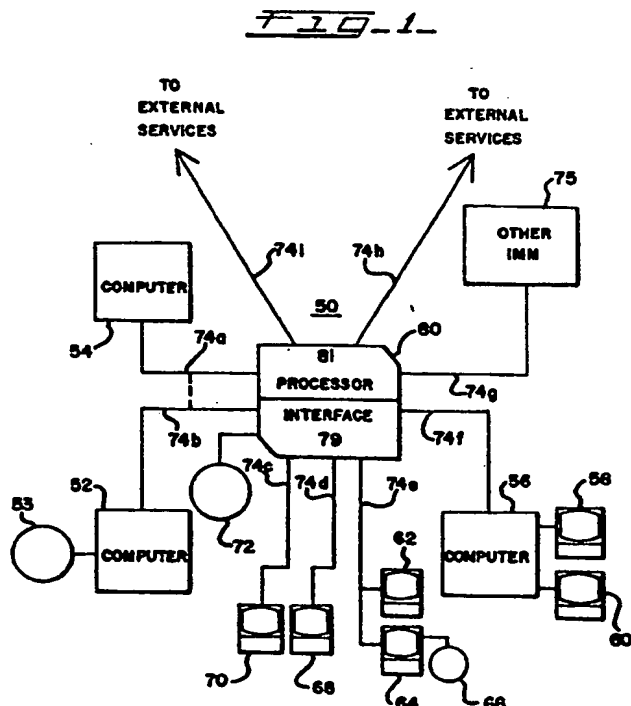 FIG-1-
TO
EXTERNAL
SERVICES
TO
EXTERNAL
SERVICES
75
OTHER
IMM
74i
74h
COMPUTER
50
60
54
74a
81
PROCESSOR
74g
INTERFACE
79
74b
74f
52
74c
74d
74e
56
58
53
COMPUTER
72
62
COMPUTER
70
68
64
66
60